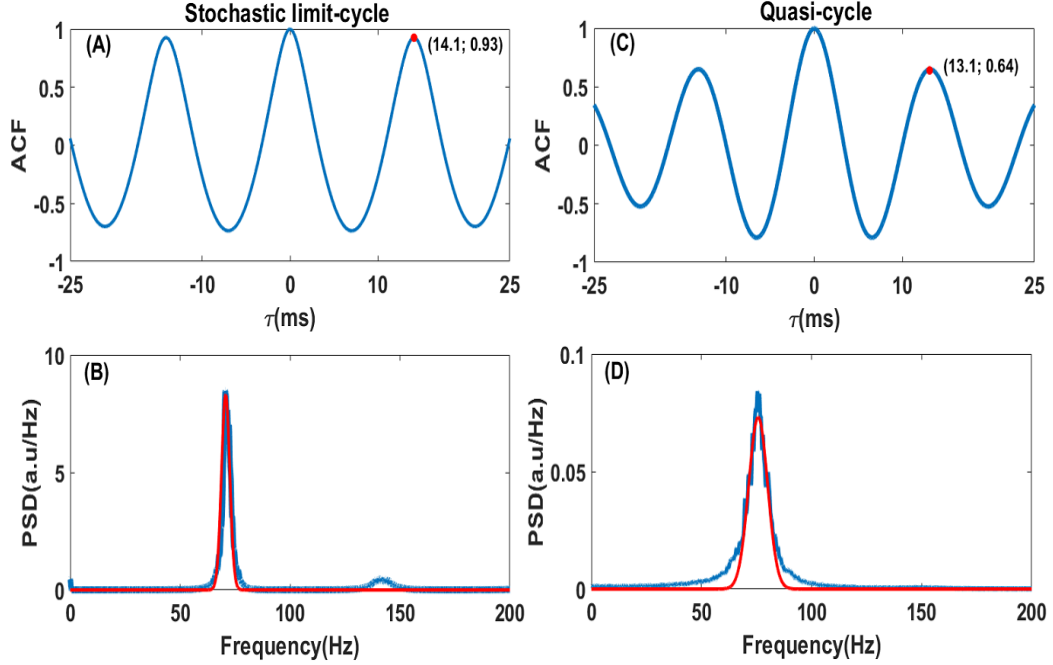 Stochastic limit-cycle
(A)
(14.1; 0.93)
1
0.5
0
-0.5
-1
ACF
-25
-10
0
10
25
τ(ms)
Quasi-cycle
(C)
(13.1; 0.64)
1
0.5
0
-0.5
-1
ACF
-25
-10
0
10
25
τ(ms)
(B)
10
5
0
PSD(a.u/Hz)
0
50
100
150
200
Frequency(Hz)
(D)
0.1
0.05
0
PSD(a.u/Hz)
0
50
100
150
200
Frequency(Hz)